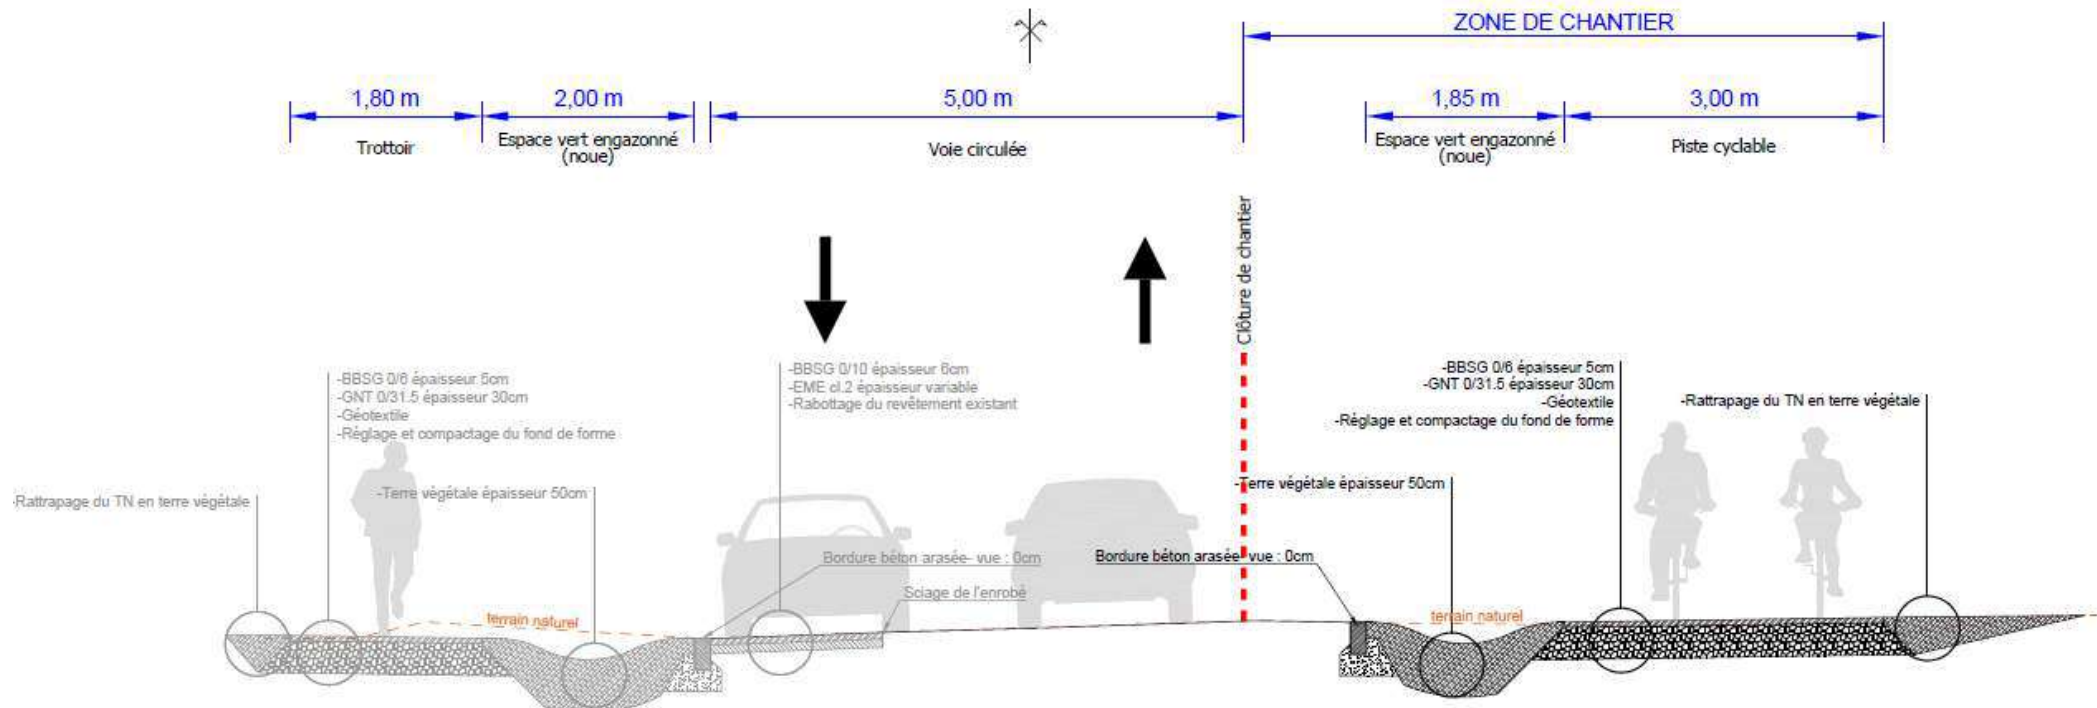 ZONE DE CHANTIER
1,80 m
2,00 m
5,00 m
1,85 m
3,00 m
Trottoir
Espace vert engazonné
(noue)
Voie circulée
Espace vert engazonné
(noue)
Piste cyclable
Clôture de chantier
-BBSG 0/6 épaisseur 5cm
-GNT 0/31.5 épaisseur 30cm
-Géotextile
-Réglage et compactage du fond de forme
-BBSG 0/10 épaisseur 6cm
-EME cl.2 épaisseur variable
-Rabottage du revêtement existant
-BBSG 0/6 épaisseur 5cm
-GNT 0/31.5 épaisseur 30cm
-Géotextile
-Réglage et compactage du fond de forme
-Rattrapage du TN en terre végétale
-Rattrapage du TN en terre végétale
-Terre végétale épaisseur 50cm
-Terre végétale épaisseur 50cm
Bordure béton arasée- vue : 0cm
Bordure béton arasée- vue : 0cm
Sciage de l'enrobé
terrain naturel
terrain naturel